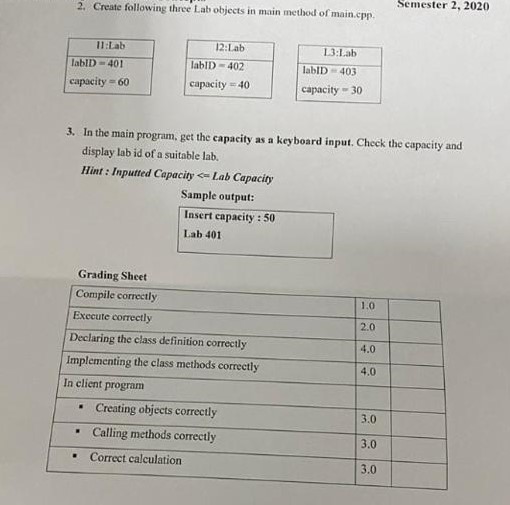 Semester 2, 2020
2. Create following three Lab objects in main method of main.cpp.
l1:Lab
labID = 401
capacity = 60
l2:Lab
labID = 402
capacity = 40
L3:Lab
labID = 403
capacity = 30
3. In the main program, get the capacity as a keyboard input. Check the capacity and
display lab id of a suitable lab.
Hint : Inputted Capacity <= Lab Capacity
Sample output:
Insert capacity : 50
Lab 401
Grading Sheet
Compile correctly 1.0
Execute correctly 2.0
Declaring the class definition correctly 4.0
Implementing the class methods correctly 4.0
In client program
▪ Creating objects correctly 3.0
▪ Calling methods correctly 3.0
▪ Correct calculation 3.0